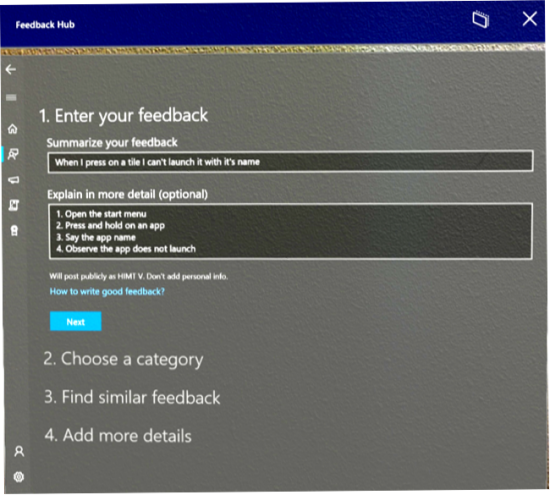 Feedback Hub
1. Enter your feedback
Summarize your feedback
When I press on a tile I can't launch it with it's name
Explain in more detail (optional)
1. Open the start menu
2. Press and hold on an app
3. Say the app name
4. Observe the app does not launch
Will post publicly as HIMT V. Don't add personal info.
How to write good feedback?
Next
2. Choose a category
3. Find similar feedback
4. Add more details